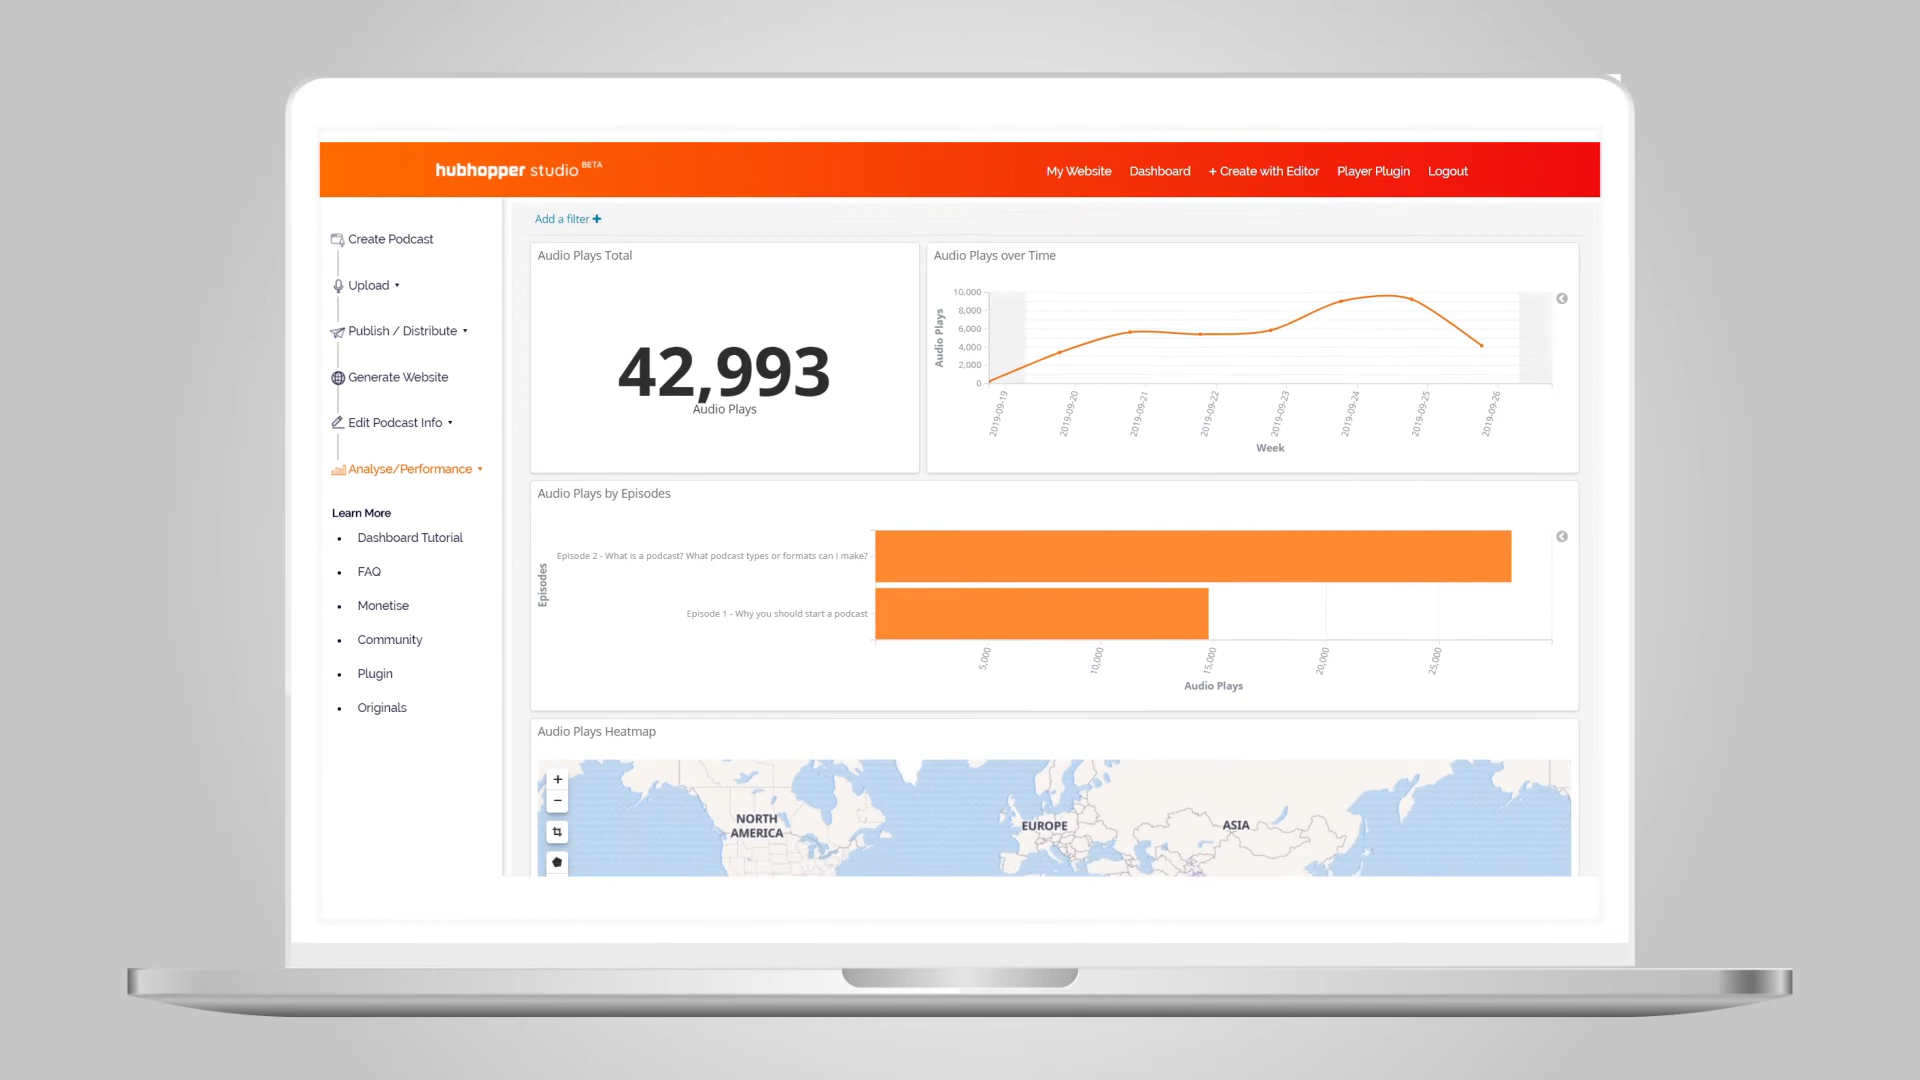 hubhopper studio BETA
My Website Dashboard + Create with Editor Player Plugin Logout
Create Podcast
Upload
Publish / Distribute
Generate Website
Edit Podcast Info
Analyse/Performance
Learn More
Dashboard Tutorial
FAQ
Monetise
Community
Plugin
Originals
Add a filter +
Audio Plays Total
42,993
Audio Plays
Audio Plays over Time
Audio Plays
10,000
8,000
6,000
4,000
2,000
0
2019-09-19
2019-09-20
2019-09-21
2019-09-22
2019-09-23
2019-09-24
2019-09-25
2019-09-26
Week
Audio Plays by Episodes
Episodes
Episode 2 - What is a podcast? What podcast types or formats can I make?
Episode 1 - Why you should start a podcast
5,000
10,000
15,000
20,000
25,000
Audio Plays
Audio Plays Heatmap
+
−
NORTH
AMERICA
EUROPE
ASIA